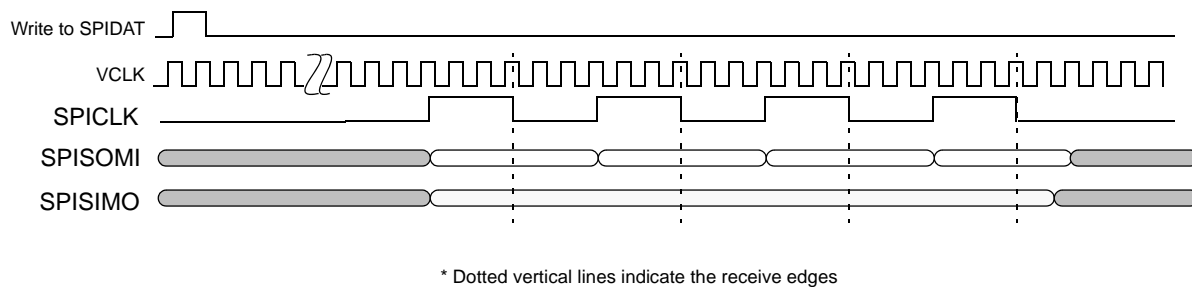 Write to SPIDAT
VCLK
SPICLK
SPISOMI
SPISIMO
* Dotted vertical lines indicate the receive edges